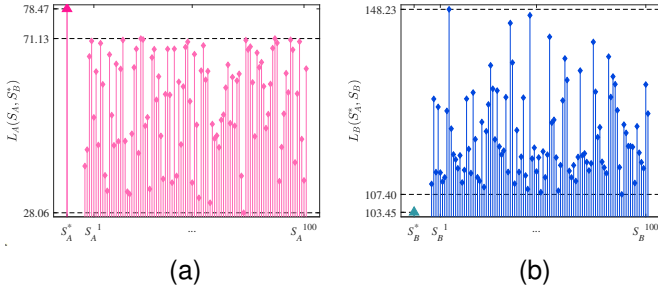 78.47
71.13
28.06
L_A(S_A, S_B^*)
S_A^*
S_A^1
...
S_A^100
(a)
148.23
107.40
103.45
L_B(S_A^*, S_B)
S_B^*
S_B^1
...
S_B^100
(b)